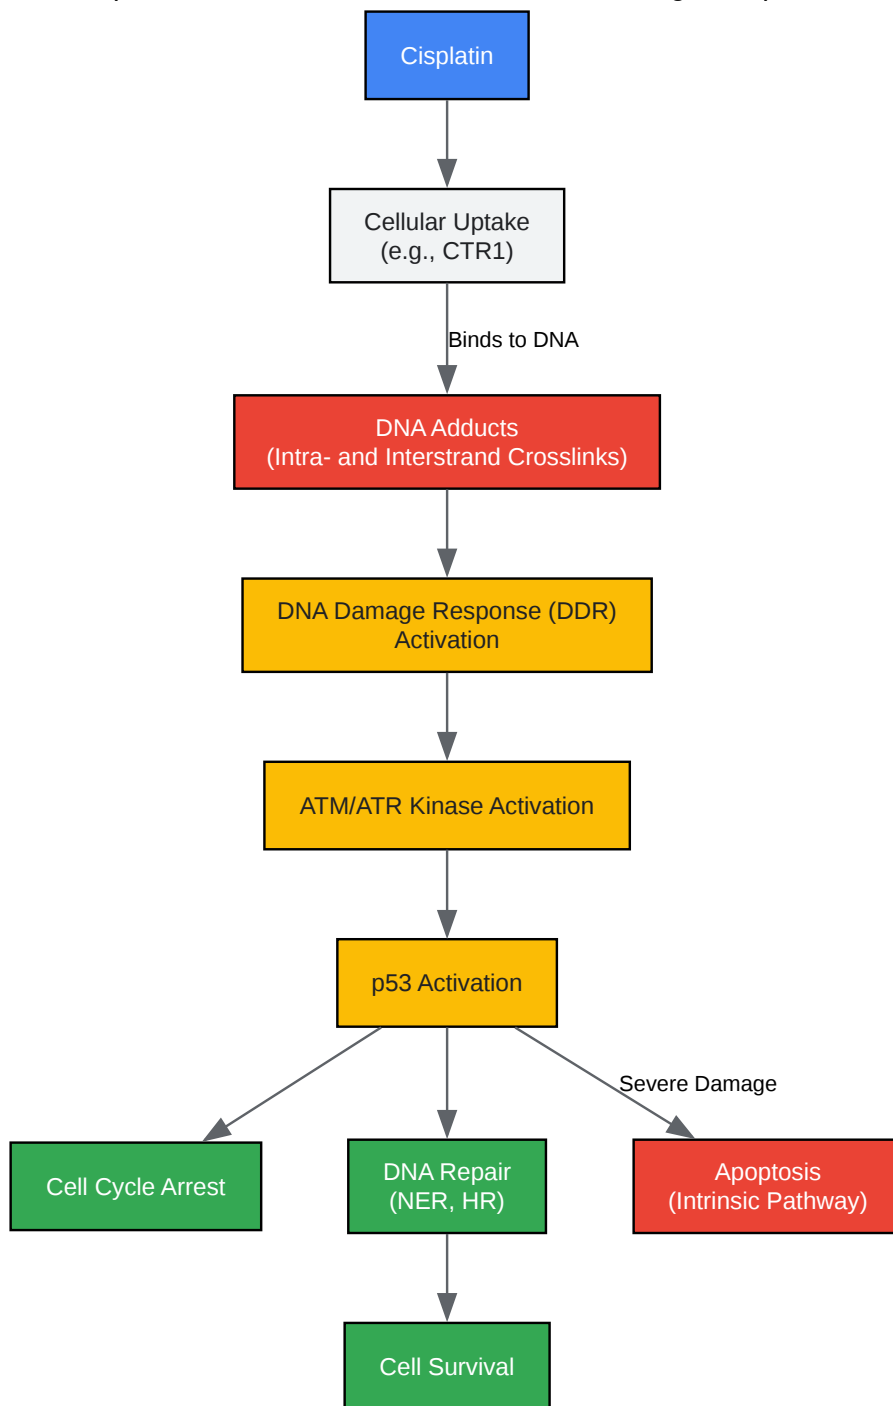 Cisplatin
Cellular Uptake
(e.g., CTR1)
Binds to DNA
DNA Adducts
(Intra- and Interstrand Crosslinks)
DNA Damage Response (DDR)
Activation
ATM/ATR Kinase Activation
p53 Activation
Severe Damage
Cell Cycle Arrest
DNA Repair
(NER, HR)
Apoptosis
(Intrinsic Pathway)
Cell Survival